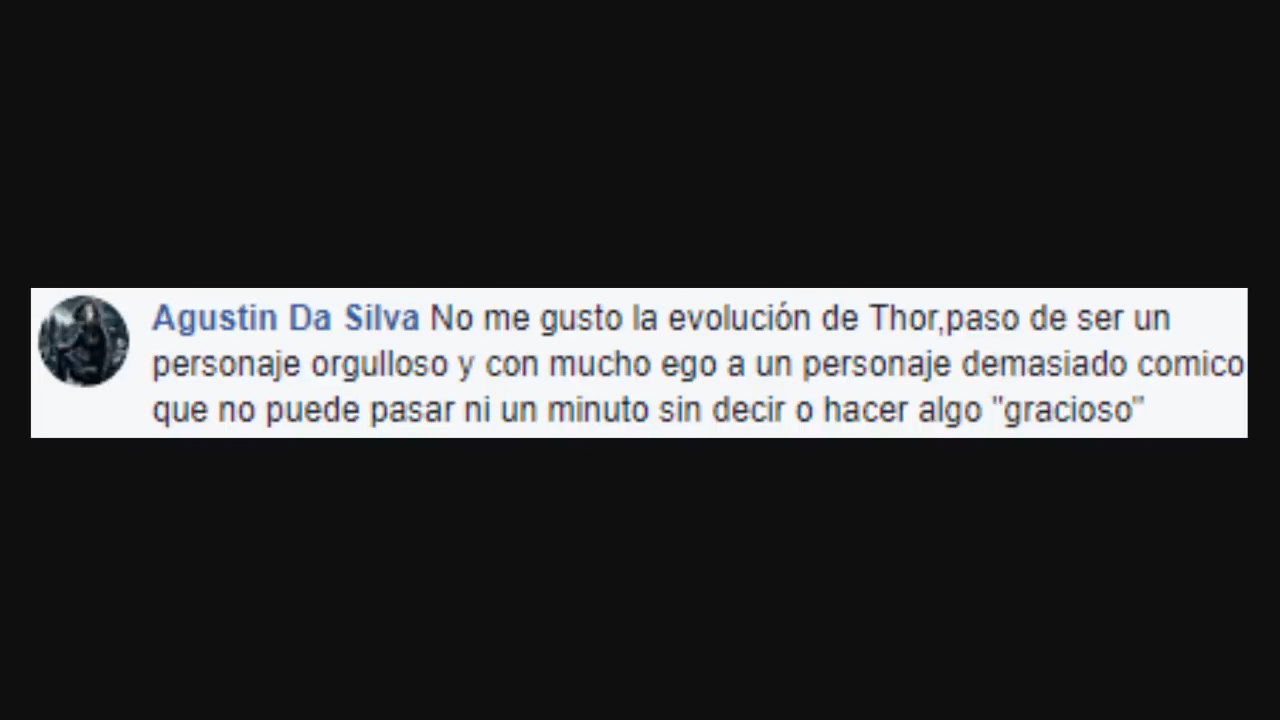 Agustin Da Silva No me gusto la evolución de Thor,paso de ser un
personaje orgulloso y con mucho ego a un personaje demasiado comico
que no puede pasar ni un minuto sin decir o hacer algo "gracioso"